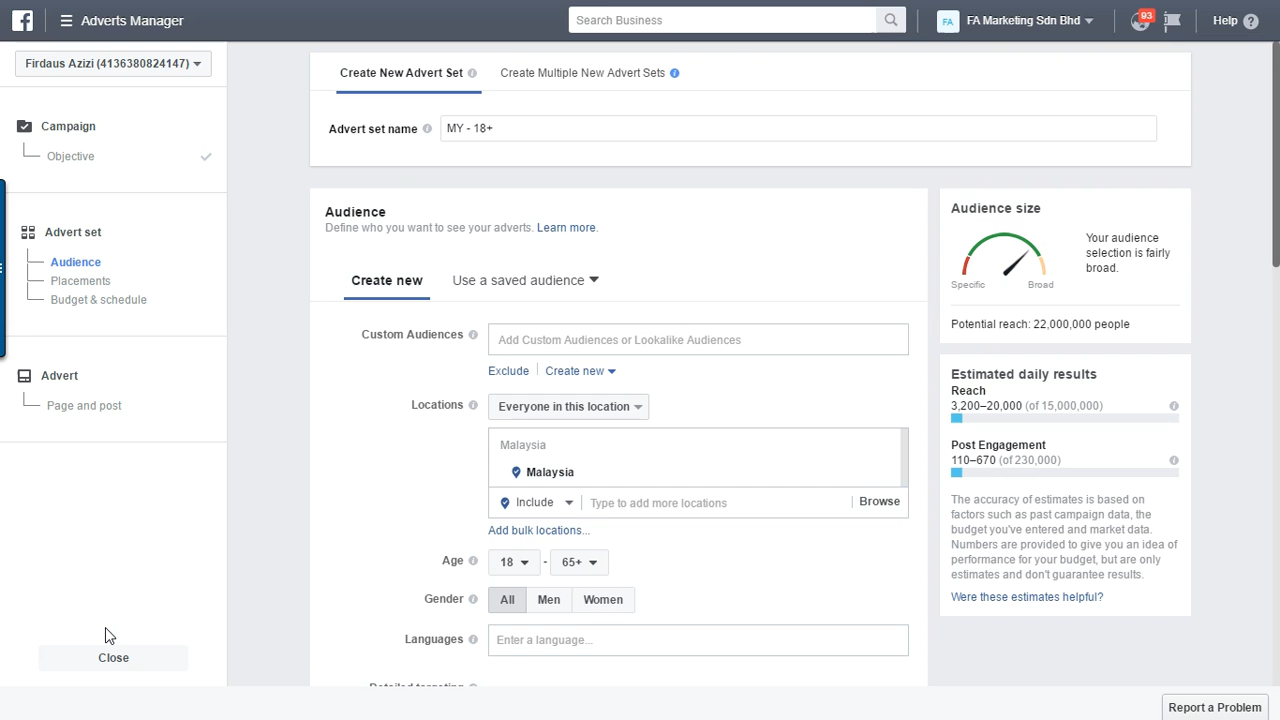 Adverts Manager
Search Business
FA
FA Marketing Sdn Bhd
93
Help
Firdaus Azizi (4136380824147)
Campaign
Objective
Advert set
Audience
Placements
Budget & schedule
Advert
Page and post
Close
Create New Advert Set
Create Multiple New Advert Sets
Advert set name
MY - 18+
Audience
Define who you want to see your adverts. Learn more.
Create new
Use a saved audience
Custom Audiences
Add Custom Audiences or Lookalike Audiences
Exclude
Create new
Locations
Everyone in this location
Malaysia
Malaysia
Include
Type to add more locations
Browse
Add bulk locations...
Age
18
-
65+
Gender
All
Men
Women
Languages
Enter a language...
Detailed targeting
Audience size
Specific
Broad
Your audience
selection is fairly
broad.
Potential reach: 22,000,000 people
Estimated daily results
Reach
3,200–20,000 (of 15,000,000)
Post Engagement
110–670 (of 230,000)
The accuracy of estimates is based on
factors such as past campaign data, the
budget you've entered and market data.
Numbers are provided to give you an idea of
performance for your budget, but are only
estimates and don't guarantee results.
Were these estimates helpful?
Report a Problem